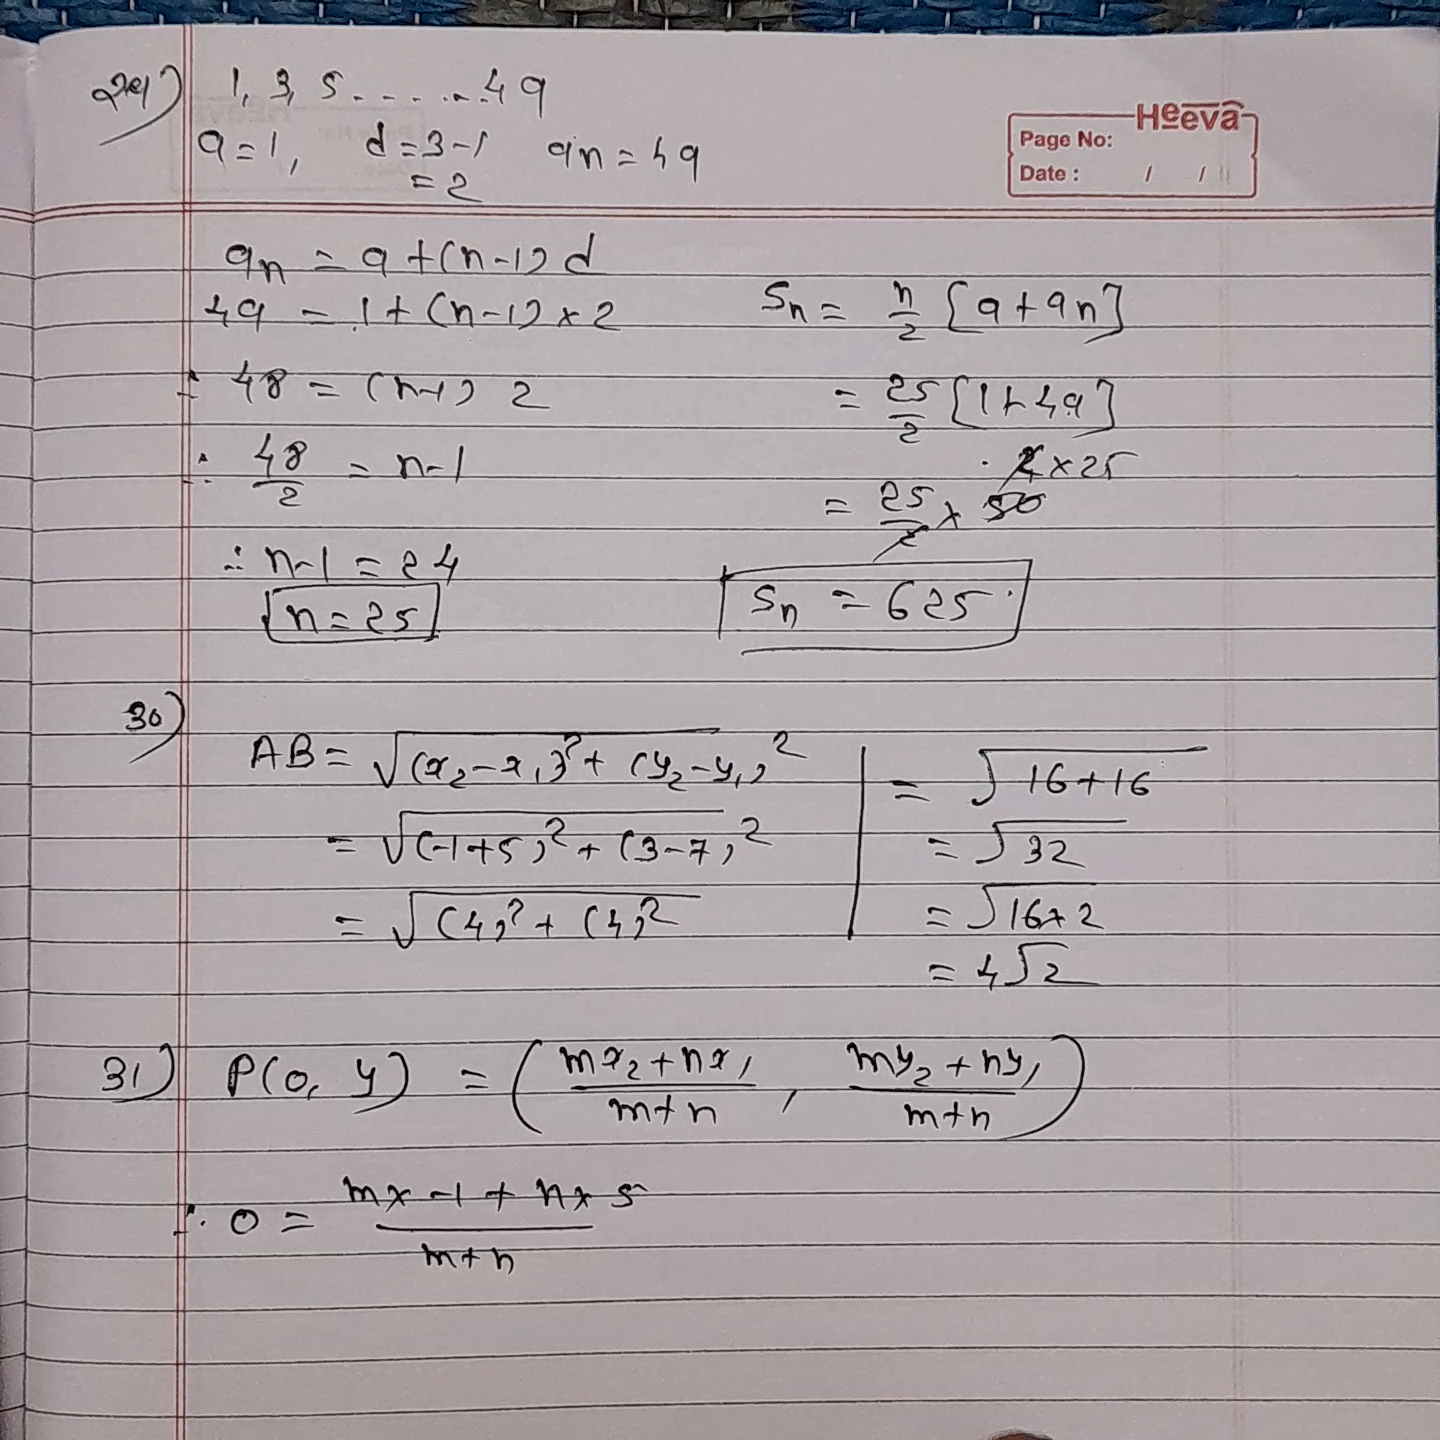 29) 1, 3, 5 - - - - - - 49
Heeva
Page No:
Date : / /
a = 1, d = 3-1 an = 49
= 2
an = a + (n-1) d
49 = 1 + (n-1) × 2
∴ 48 = (n-1) 2
∴ 48/2 = n-1
∴ n-1 = 24
n = 25
Sn = n/2 [a + an]
= 25/2 [1 + 49]
2 × 25
= 25/2 × 50
Sn = 625
30)
AB = √(x₂-x₁)² + (y₂-y₁)²
= √(-1+5)² + (3-7)²
= √(4)² + (4)²
= √16+16
= √32
= √16×2
= 4√2
31) P(0, y) = (mx₂+nx₁/m+n , my₂+ny₁/m+n)
∴ 0 = m×-1 + n×5/m+n